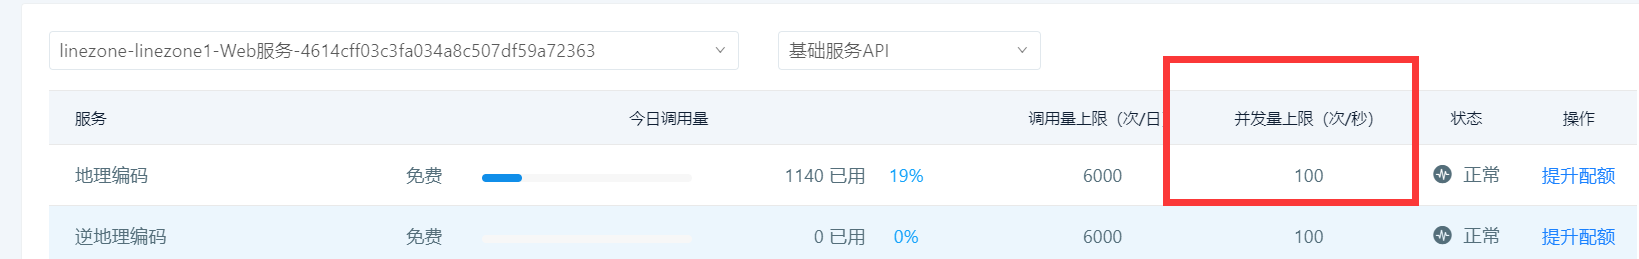 linezone-linezone1-Web服务-4614cff03c3fa034a8c507df59a72363 基础服务API
服务 今日调用量 调用量上限（次/日） 并发量上限（次/秒） 状态 操作
地理编码 免费 1140 已用 19% 6000 100 正常 提升配额
逆地理编码 免费 0 已用 0% 6000 100 正常 提升配额